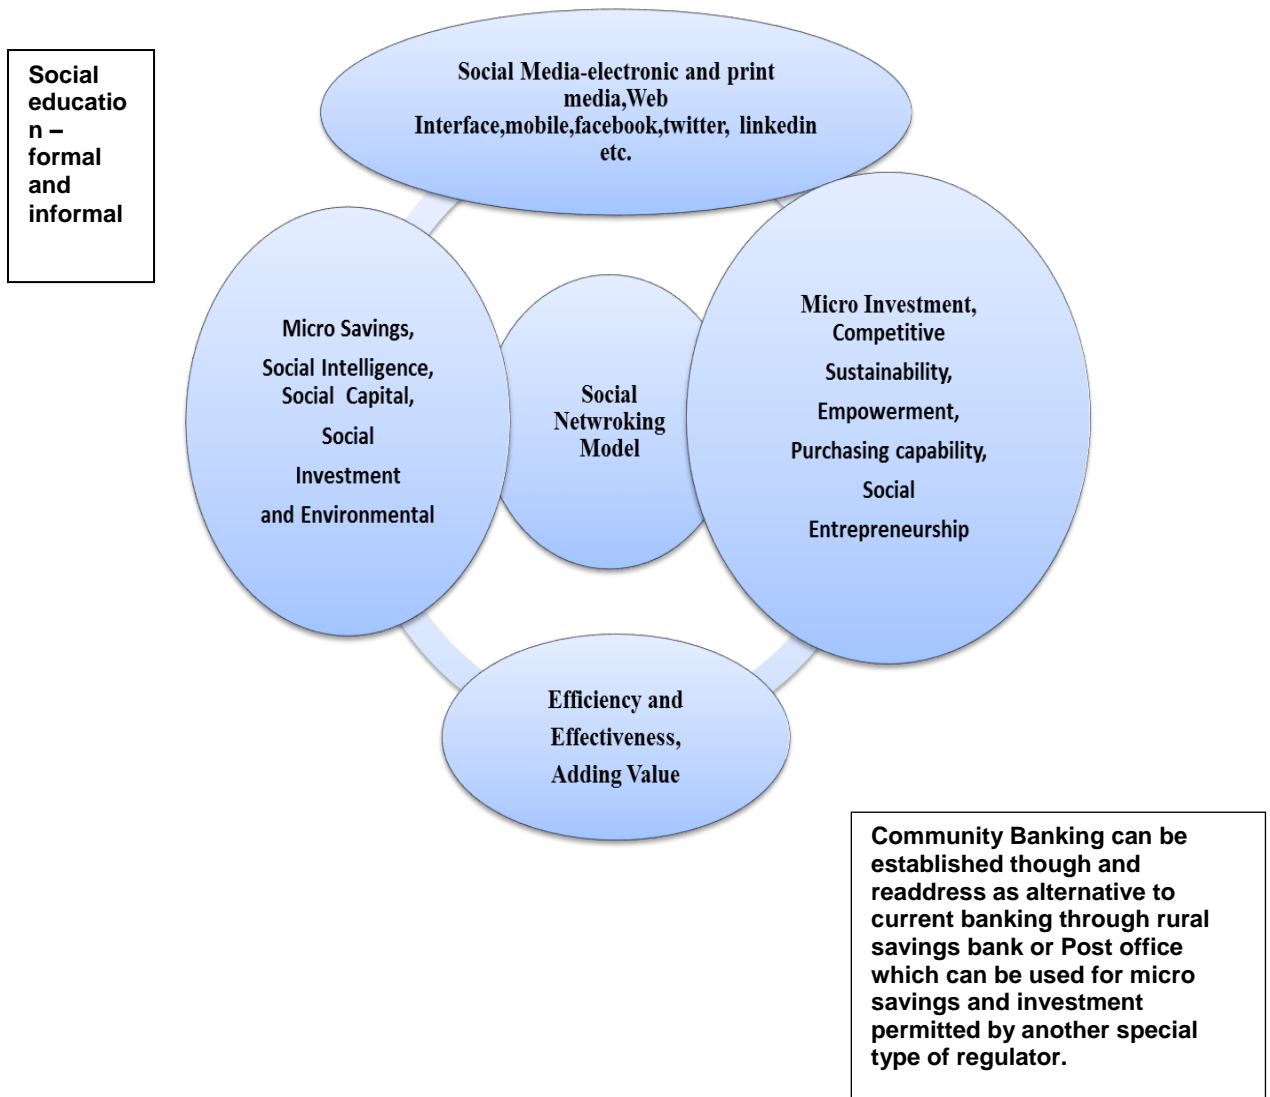 Social
educatio
n –
formal
and
informal
Social Media-electronic and print
media,Web
Interface,mobile,facebook,twitter, linkedin
etc.
Micro Savings,
Social Intelligence,
Social Capital,
Social
Investment
and Environmental
Social
Netwroking
Model
Micro Investment,
Competitive
Sustainability,
Empowerment,
Purchasing capability,
Social
Entrepreneurship
Efficiency and
Effectiveness,
Adding Value
Community Banking can be
established though and
readdress as alternative to
current banking through rural
savings bank or Post office
which can be used for micro
savings and investment
permitted by another special
type of regulator.